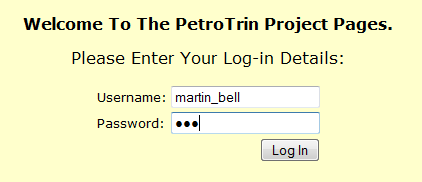 Welcome To The PetroTrin Project Pages.
Please Enter Your Log-in Details:
Username: martin_bell
Password: ●●●
Log In